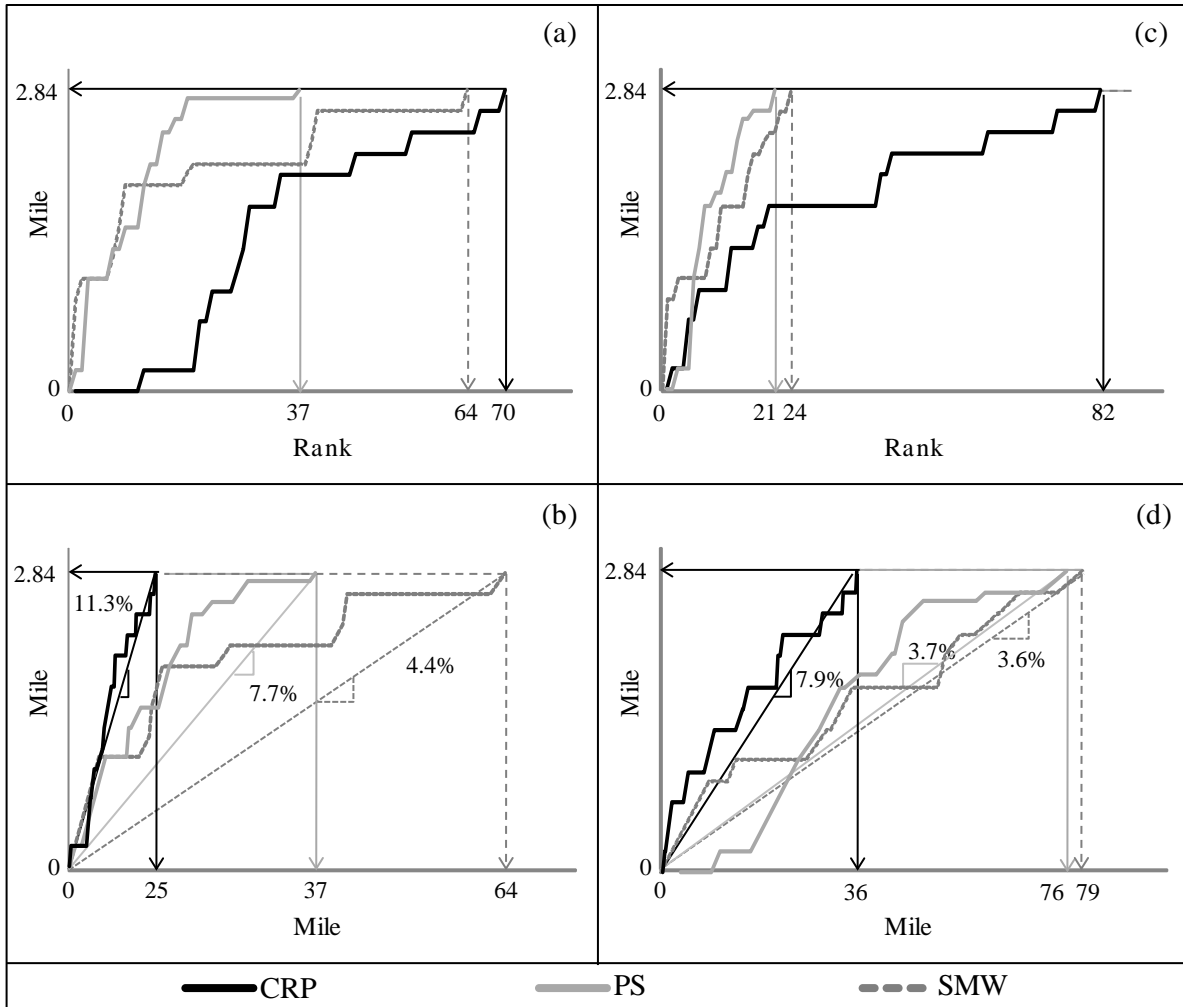 (a)
2.84
Mile
0
0 37 64 70
Rank
(c)
2.84
Mile
0
0 21 24 82
Rank
(b)
2.84
11.3%
Mile
4.4%
7.7%
0
0 25 37 64
Mile
(d)
2.84
Mile
7.9%
3.7%
3.6%
0
0 36 76 79
Mile
CRP PS SMW